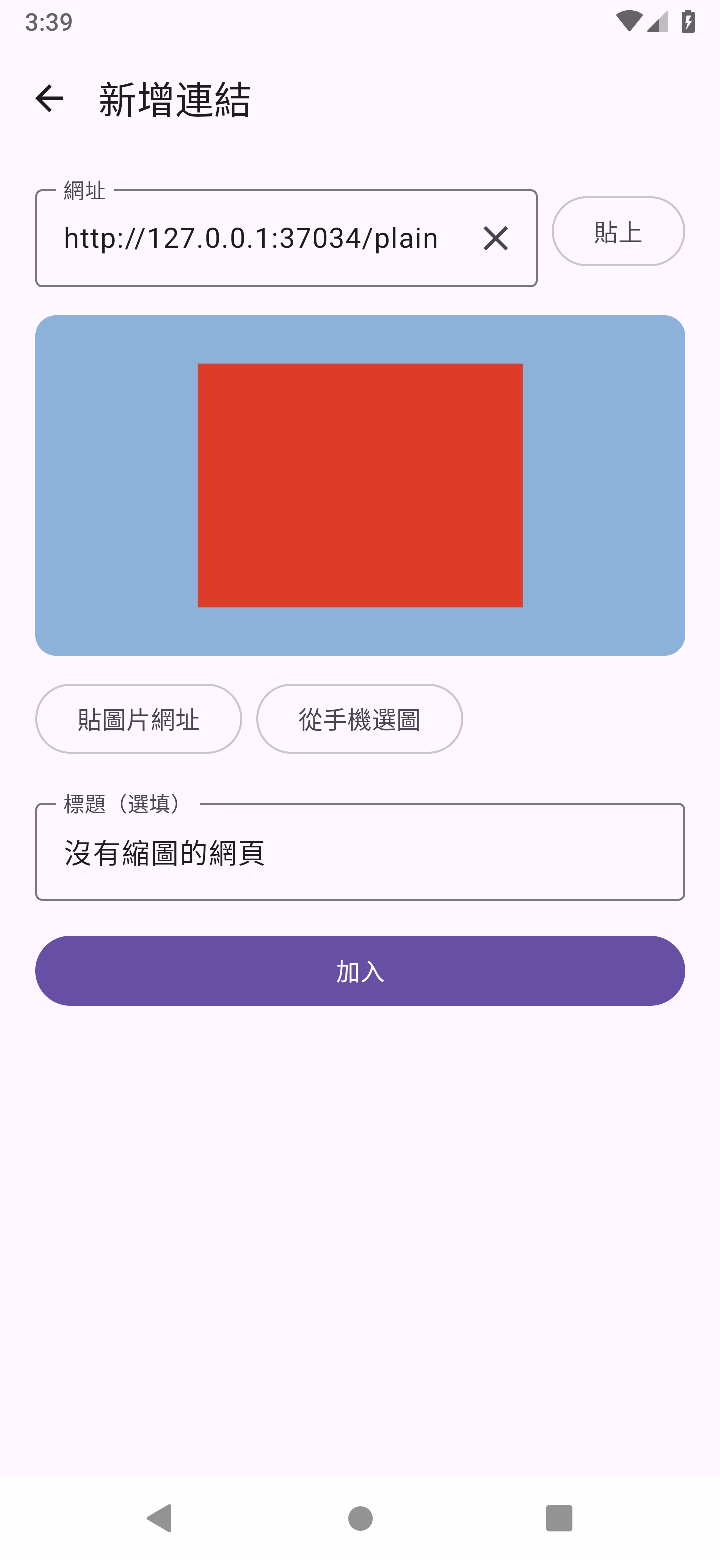 3:39
新增連結
網址
http://127.0.0.1:37034/plain
貼上
貼圖片網址
從手機選圖
標題（選填）
沒有縮圖的網頁
加入